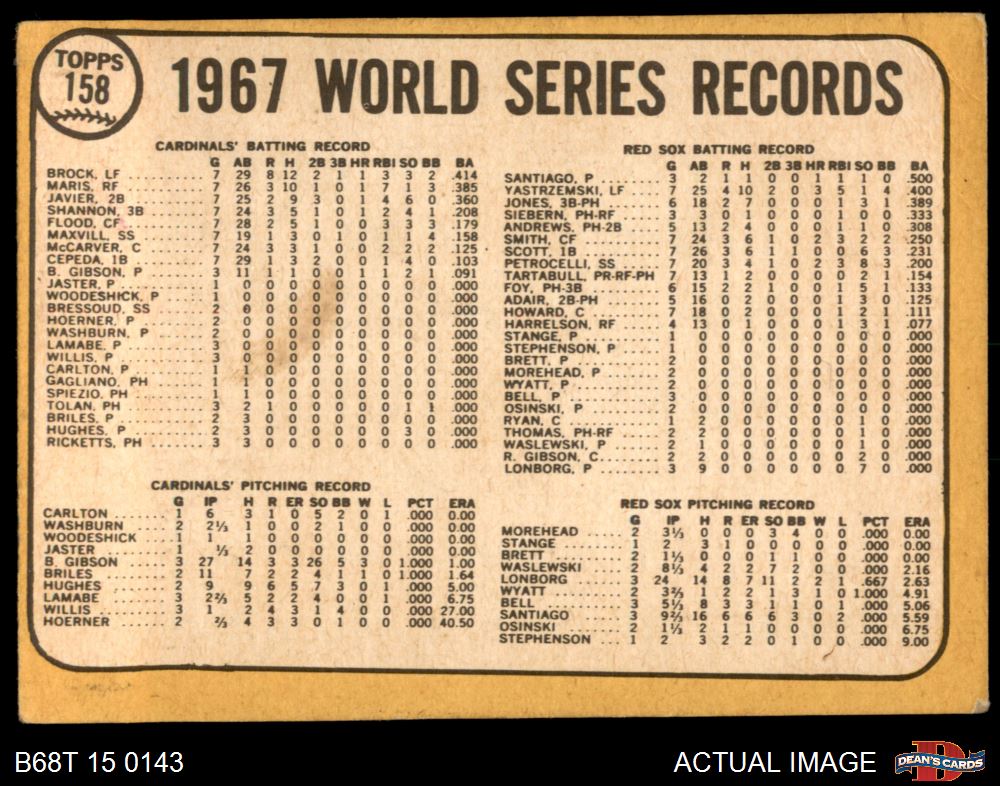 TOPPS
158
1967 WORLD SERIES RECORDS
CARDINALS' BATTING RECORD
G AB R H 2B 3B HR RBI SO BB BA
BROCK, LF 7 29 8 12 2 1 1 3 3 2 .414
MARIS, RF 7 26 3 10 1 0 1 7 1 3 .385
JAVIER, 2B 7 25 2 9 3 0 1 4 6 0 .360
SHANNON, 3B 7 24 3 5 1 0 1 2 4 1 .208
FLOOD, CF 7 28 2 5 1 0 0 3 3 3 .179
MAXVILL, SS 7 19 1 3 0 1 0 1 1 4 .158
McCARVER, C 7 24 3 3 1 0 0 2 2 2 .125
CEPEDA, 1B 7 29 1 3 2 0 0 1 4 0 .103
B. GIBSON, P 3 11 1 1 0 0 1 1 2 1 .091
JASTER, P 1 0 0 0 0 0 0 0 0 0 .000
WOODESHICK, P 1 0 0 0 0 0 0 0 0 0 .000
BRESSOUD, SS 2 0 0 0 0 0 0 0 0 0 .000
HOERNER, P 2 0 0 0 0 0 0 0 0 0 .000
WASHBURN, P 2 0 0 0 0 0 0 0 0 0 .000
LAMABE, P 3 0 0 0 0 0 0 0 0 0 .000
WILLIS, P 3 0 0 0 0 0 0 0 0 0 .000
CARLTON, P 1 1 0 0 0 0 0 0 0 0 .000
GAGLIANO, PH 1 1 0 0 0 0 0 0 0 0 .000
SPIEZIO, PH 1 1 0 0 0 0 0 0 0 0 .000
TOLAN, PH 3 2 1 0 0 0 0 0 1 1 .000
BRILES, P 2 3 0 0 0 0 0 0 0 0 .000
HUGHES, P 2 3 0 0 0 0 0 0 3 0 .000
RICKETTS, PH 3 3 0 0 0 0 0 0 0 0 .000
CARDINALS' PITCHING RECORD
G IP H R ER SO BB W L PCT ERA
CARLTON 1 6 3 1 0 5 2 0 1 .000 0.00
WASHBURN 2 2⅓ 1 0 0 2 1 0 0 .000 0.00
WOODESHICK 1 1 1 0 0 0 0 0 0 .000 0.00
JASTER 1 ⅓ 2 0 0 0 0 0 0 .000 0.00
B. GIBSON 3 27 14 3 3 26 5 3 0 1.000 1.00
BRILES 2 11 7 2 2 4 1 1 0 1.000 1.64
HUGHES 2 9 9 6 5 7 3 0 1 .000 5.00
LAMABE 3 2⅔ 5 2 2 4 0 0 1 .000 6.75
WILLIS 3 1 2 4 3 1 4 0 0 .000 27.00
HOERNER 2 ⅔ 4 3 3 0 1 0 0 .000 40.50
RED SOX BATTING RECORD
G AB R H 2B 3B HR RBI SO BB BA
SANTIAGO, P 3 2 1 1 0 0 1 1 1 0 .500
YASTRZEMSKI, LF 7 25 4 10 2 0 3 5 1 4 .400
JONES, 3B-PH 6 18 2 7 0 0 0 1 3 1 .389
SIEBERN, PH-RF 3 3 0 1 0 0 0 1 0 0 .333
ANDREWS, PH-2B 5 13 2 4 0 0 0 1 1 0 .308
SMITH, CF 7 24 3 6 1 0 2 3 2 2 .250
SCOTT, 1B 7 26 3 6 1 1 0 0 6 3 .231
PETROCELLI, SS 7 20 3 4 1 0 2 3 8 3 .200
TARTABULL, PR-RF-PH 7 13 1 2 0 0 0 0 2 1 .154
FOY, PH-3B 6 15 2 2 1 0 0 1 5 1 .133
ADAIR, 2B-PH 5 16 0 2 0 0 0 1 3 0 .125
HOWARD, C 7 18 0 2 0 0 0 1 2 1 .111
HARRELSON, RF 4 13 0 1 0 0 0 1 3 1 .077
STANGE, P 1 0 0 0 0 0 0 0 0 0 .000
STEPHENSON, P 1 0 0 0 0 0 0 0 0 0 .000
BRETT, P 2 0 0 0 0 0 0 0 0 0 .000
MOREHEAD, P 2 0 0 0 0 0 0 0 0 0 .000
WYATT, P 2 0 0 0 0 0 0 0 0 0 .000
BELL, P 3 0 0 0 0 0 0 0 0 0 .000
OSINSKI, P 2 0 0 0 0 0 0 0 0 0 .000
RYAN, C 1 2 0 0 0 0 0 0 1 0 .000
THOMAS, PH-RF 2 2 0 0 0 0 0 0 1 0 .000
WASLEWSKI, P 2 1 0 0 0 0 0 0 1 0 .000
R. GIBSON, C 2 2 0 0 0 0 0 0 2 0 .000
LONBORG, P 3 9 0 0 0 0 0 0 7 0 .000
RED SOX PITCHING RECORD
G IP H R ER SO BB W L PCT ERA
MOREHEAD 2 3⅓ 0 0 0 3 4 0 0 .000 0.00
STANGE 1 2 3 1 0 0 0 0 0 .000 0.00
BRETT 2 1⅓ 0 0 0 1 1 0 0 .000 0.00
WASLEWSKI 2 8⅓ 4 2 2 7 2 0 0 .000 2.16
LONBORG 3 24 14 8 7 11 2 2 1 .667 2.63
WYATT 2 3⅔ 1 2 2 1 3 1 0 1.000 4.91
BELL 3 5⅓ 8 3 3 1 1 0 1 .000 5.06
SANTIAGO 3 9⅔ 16 6 6 6 3 0 2 .000 5.59
OSINSKI 2 1⅓ 2 1 1 0 0 0 0 .000 6.75
STEPHENSON 1 2 3 2 2 0 1 0 0 .000 9.00
B68T 15 0143
ACTUAL IMAGE
DEAN'S CARDS